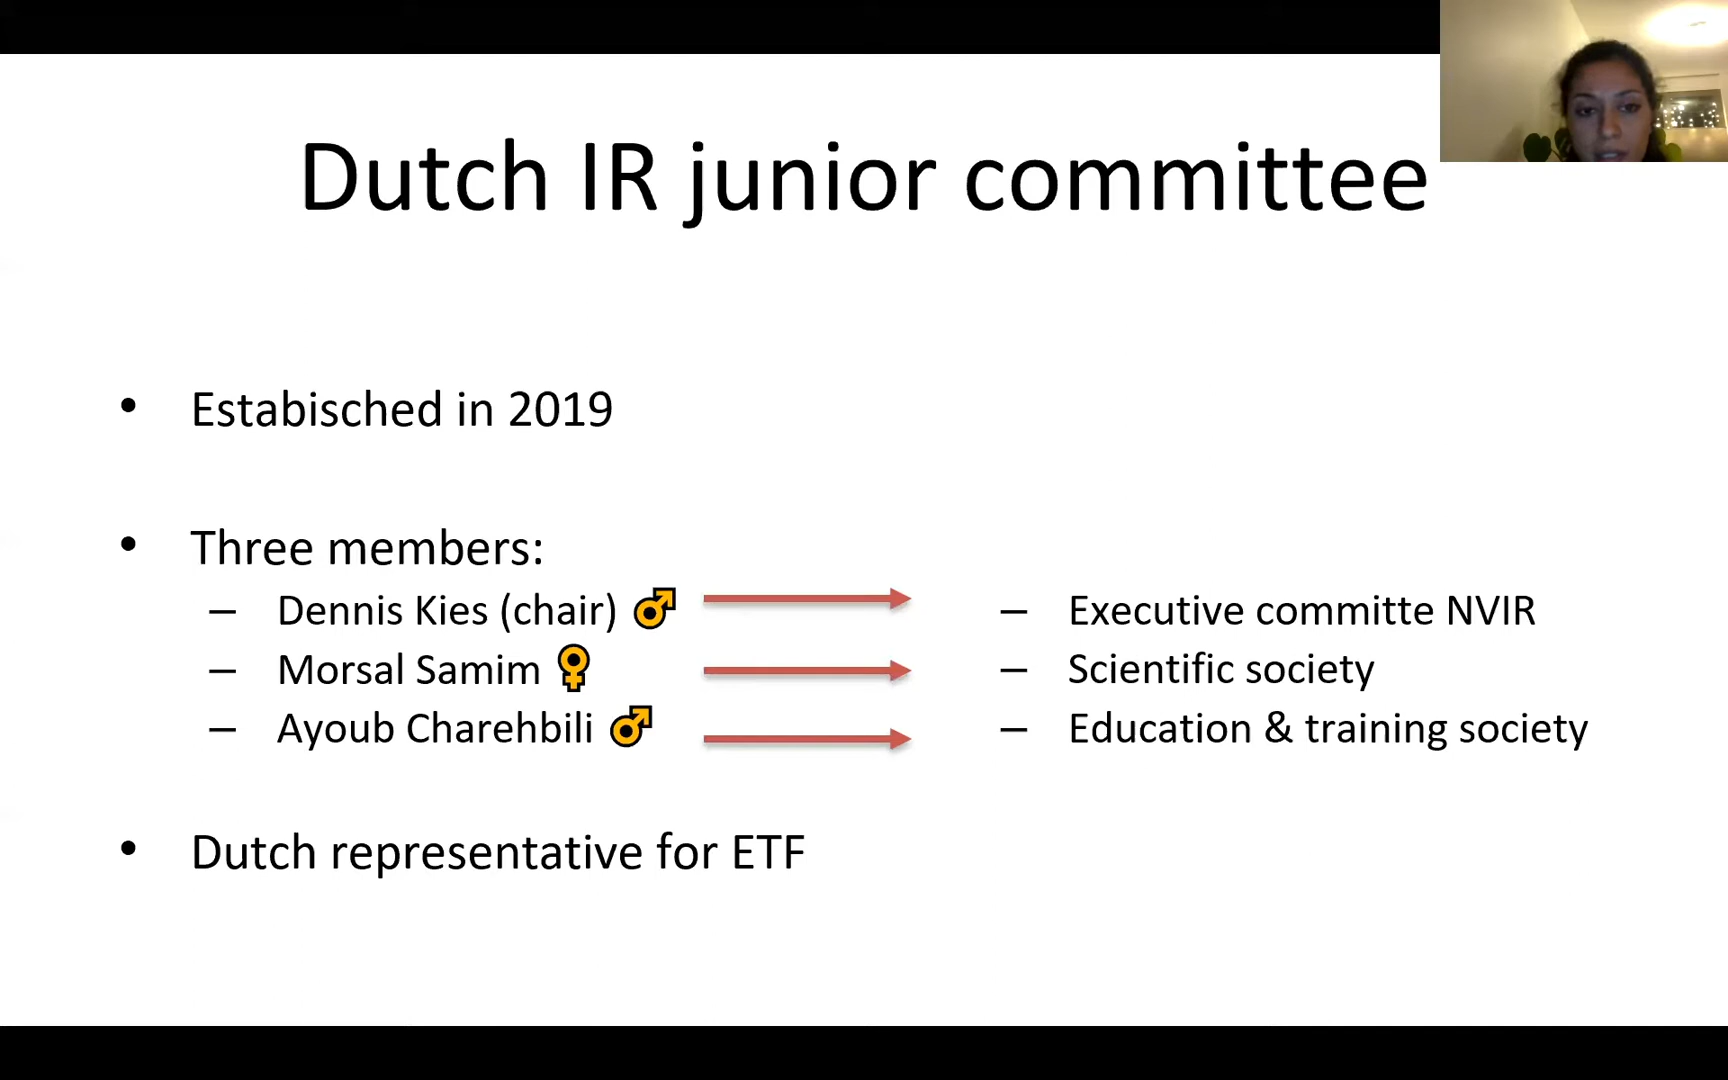 Dutch IR junior committee
• Estabisched in 2019
• Three members:
– Dennis Kies (chair) – Executive committe NVIR
– Morsal Samim – Scientific society
– Ayoub Charehbili – Education & training society
• Dutch representative for ETF